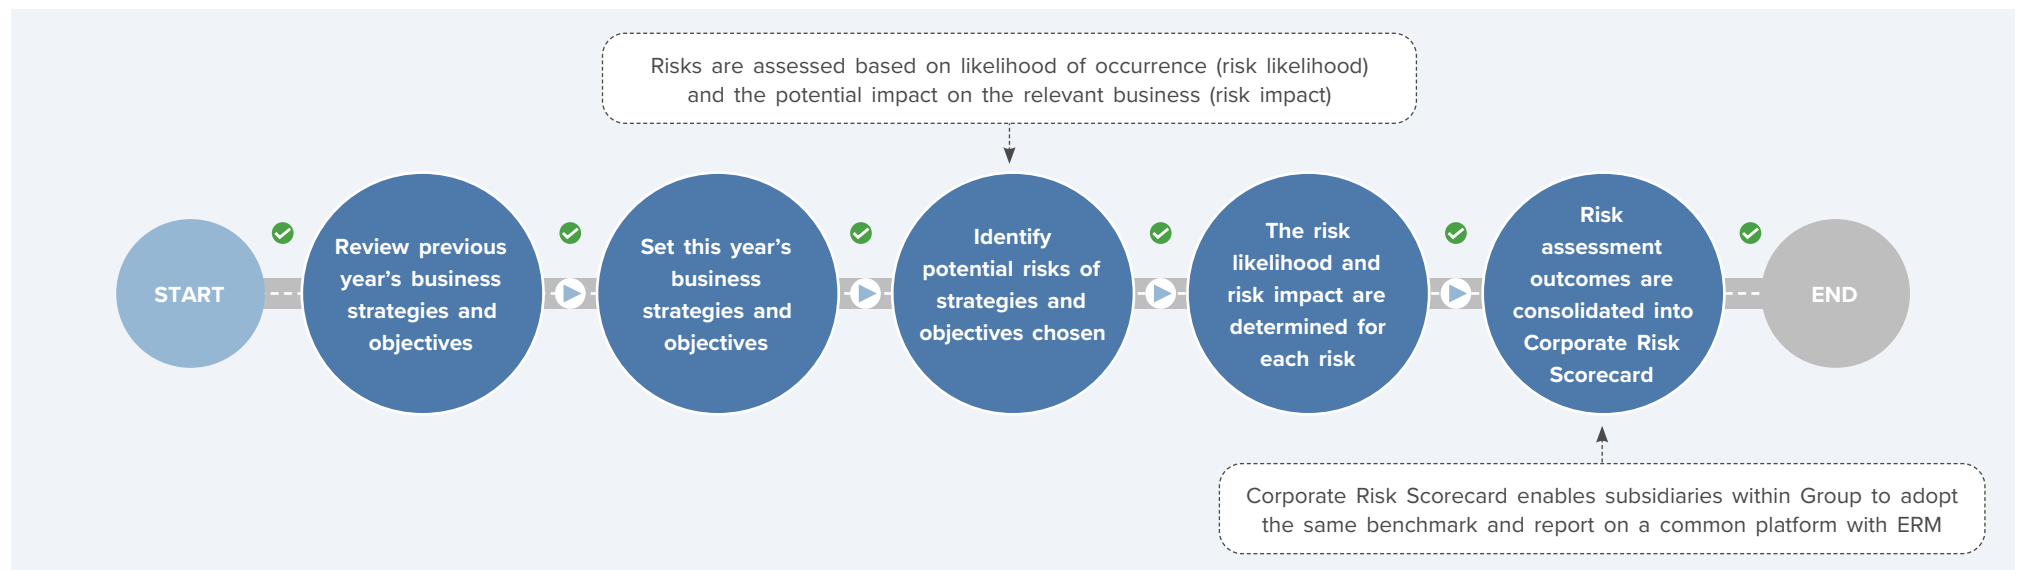 Risks are assessed based on likelihood of occurrence (risk likelihood)
and the potential impact on the relevant business (risk impact)
START
Review previous
year's business
strategies and
objectives
Set this year's
business
strategies and
objectives
Identify
potential risks of
strategies and
objectives chosen
The risk
likelihood and
risk impact are
determined for
each risk
Risk
assessment
outcomes are
consolidated into
Corporate Risk
Scorecard
END
Corporate Risk Scorecard enables subsidiaries within Group to adopt
the same benchmark and report on a common platform with ERM